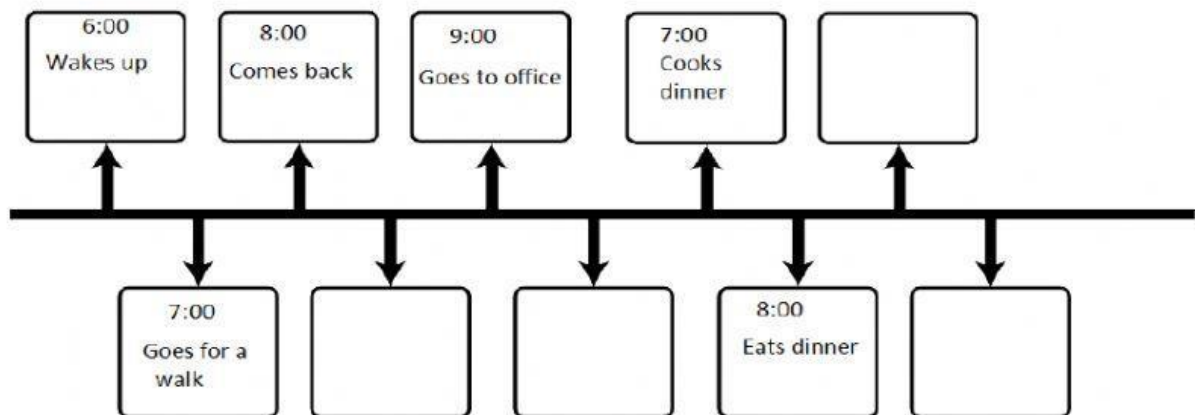 6:00
Wakes up
8:00
Comes back
9:00
Goes to office
7:00
Cooks
dinner
7:00
Goes for a
walk
8:00
Eats dinner